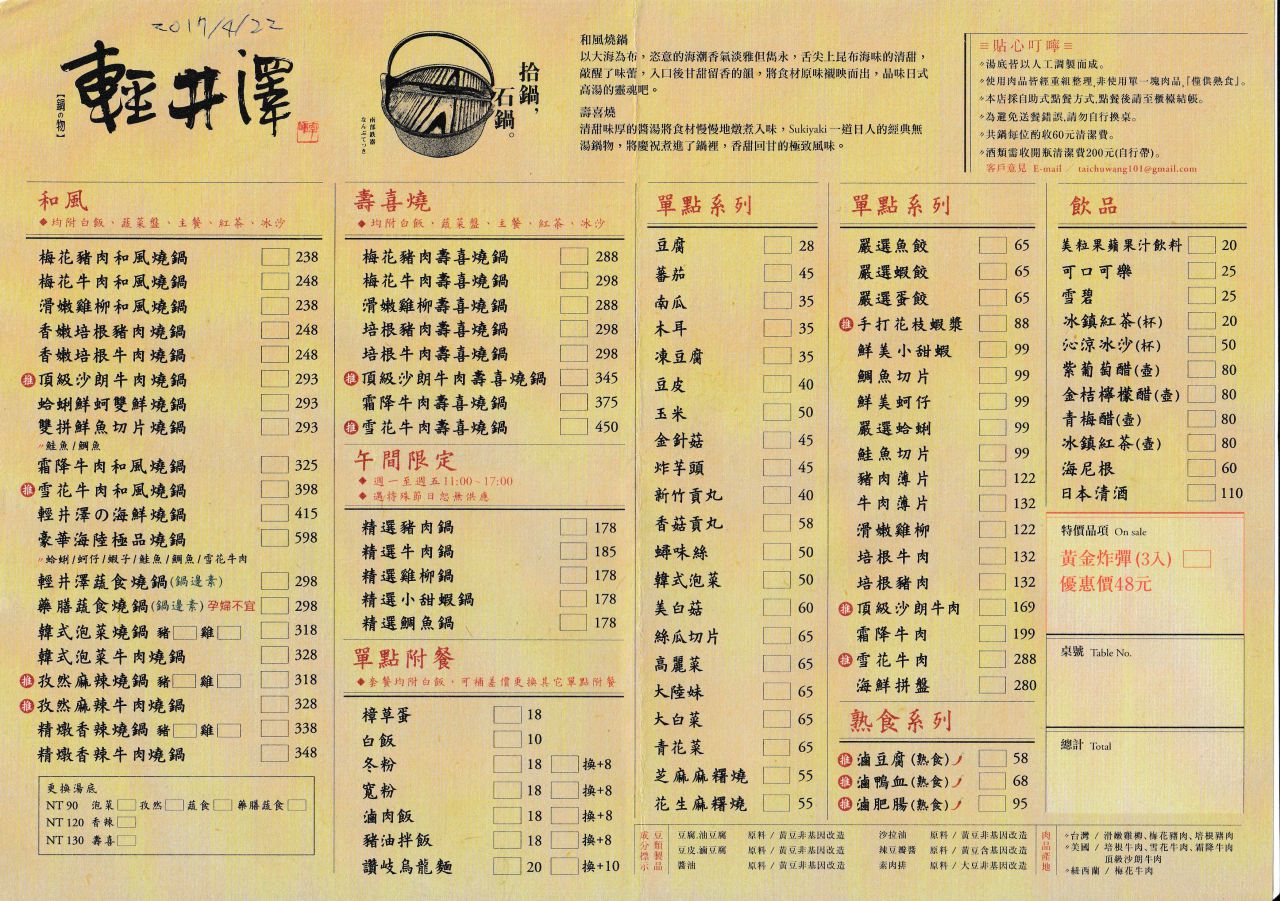 2017/4/22
輕井澤
【鍋の物】
拾鍋，
石鍋。
南部鉄器
なんぶてっき
和風燒鍋
以大海為布，恣意的海潮香氣淡雅但雋永，舌尖上昆布海味的清甜，
敲醒了味蕾，入口後甘甜留香的韻，將食材原味襯映而出，品味日式
高湯的靈魂吧。
壽喜燒
清甜味厚的醬湯將食材慢慢地燉煮入味，Sukiyaki 一道日人的經典無
湯鍋物，將慶祝煮進了鍋裡，香甜回甘的極致風味。
≡貼心叮嚀≡
〃湯底皆以人工調製而成。
〃使用肉品皆經重組整理,非使用單一塊肉品,「僅供熟食」。
〃本店採自助式點餐方式,點餐後請至櫃檯結帳。
〃為避免送餐錯誤,請勿自行換桌。
〃共鍋每位酌收60元清潔費。
〃酒類需收開瓶清潔費200元(自行帶)。
客戶意見 E-mail ／ taichuwang101@gmail.com
和風
◆均附白飯、蔬菜盤、主餐、紅茶、冰沙
梅花豬肉和風燒鍋 238
梅花牛肉和風燒鍋 248
滑嫩雞柳和風燒鍋 238
香嫩培根豬肉燒鍋 248
香嫩培根牛肉燒鍋 248
推 頂級沙朗牛肉燒鍋 293
蛤蜊鮮蚵雙鮮燒鍋 293
雙拼鮮魚切片燒鍋 293
〃鮭魚/鯛魚
霜降牛肉和風燒鍋 325
推 雪花牛肉和風燒鍋 398
輕井澤の海鮮燒鍋 415
豪華海陸極品燒鍋 598
〃蛤蜊/蚵仔/蝦子/鮭魚/鯛魚/雪花牛肉
輕井澤蔬食燒鍋(鍋邊素) 298
藥膳蔬食燒鍋(鍋邊素)孕婦不宜 298
韓式泡菜燒鍋 豬 雞 318
韓式泡菜牛肉燒鍋 328
推 孜然麻辣燒鍋 豬 雞 318
推 孜然麻辣牛肉燒鍋 328
精燉香辣燒鍋 豬 雞 338
精燉香辣牛肉燒鍋 348
更換湯底
NT 90 泡菜 孜然 蔬食 藥膳蔬食
NT 120 香辣
NT 130 壽喜
壽喜燒
◆均附白飯、蔬菜盤、主餐、紅茶、冰沙
梅花豬肉壽喜燒鍋 288
梅花牛肉壽喜燒鍋 298
滑嫩雞柳壽喜燒鍋 288
培根豬肉壽喜燒鍋 298
培根牛肉壽喜燒鍋 298
推 頂級沙朗牛肉壽喜燒鍋 345
霜降牛肉壽喜燒鍋 375
推 雪花牛肉壽喜燒鍋 450
午間限定
◆ 週一至週五11:00~17:00
◆ 遇特殊節日恕無供應
精選豬肉鍋 178
精選牛肉鍋 185
精選雞柳鍋 178
精選小甜蝦鍋 178
精選鯛魚鍋 178
單點附餐
◆套餐均附白飯，可補差價更換其它單點附餐
樟草蛋 18
白飯 10
冬粉 18 換+8
寬粉 18 換+8
滷肉飯 18 換+8
豬油拌飯 18 換+8
讚岐烏龍麵 20 換+10
單點系列
豆腐 28
蕃茄 45
南瓜 35
木耳 35
凍豆腐 35
豆皮 40
玉米 50
金針菇 45
炸芋頭 45
新竹貢丸 40
香菇貢丸 58
蟳味絲 50
韓式泡菜 50
美白菇 60
絲瓜切片 65
高麗菜 65
大陸妹 65
大白菜 65
青花菜 65
芝麻麻糬燒 55
花生麻糬燒 55
單點系列
嚴選魚餃 65
嚴選蝦餃 65
嚴選蛋餃 65
推 手打花枝蝦漿 88
鮮美小甜蝦 99
鯛魚切片 99
鮮美蚵仔 99
嚴選蛤蜊 99
鮭魚切片 99
豬肉薄片 122
牛肉薄片 132
滑嫩雞柳 122
培根牛肉 132
培根豬肉 132
推 頂級沙朗牛肉 169
霜降牛肉 199
推 雪花牛肉 288
海鮮拼盤 280
熟食系列
推 滷豆腐(熟食) 58
推 滷鴨血(熟食) 68
推 滷肥腸(熟食) 95
飲品
美粒果蘋果汁飲料 20
可口可樂 25
雪碧 25
冰鎮紅茶(杯) 20
沁涼冰沙(杯) 50
紫葡萄醋(壺) 80
金桔檸檬醋(壺) 80
青梅醋(壺) 80
冰鎮紅茶(壺) 80
海尼根 60
日本清酒 110
特價品項 On sale
黃金炸彈(3入)
優惠價48元
桌號 Table No.
總計 Total
豆類製品
成分標示
豆腐.油豆腐 原料 / 黃豆非基因改造
豆皮.滷豆腐 原料 / 黃豆非基因改造
醬油 原料 / 黃豆非基因改造
沙拉油 原料 / 黃豆非基因改造
辣豆瓣醬 原料 / 黃豆含基因改造
素肉排 原料 / 大豆非基因改造
肉品產地
〃台灣 / 滑嫩雞柳、梅花豬肉、培根豬肉
〃美國 / 培根牛肉、雪花牛肉、霜降牛肉
頂級沙朗牛肉
〃紐西蘭 / 梅花牛肉